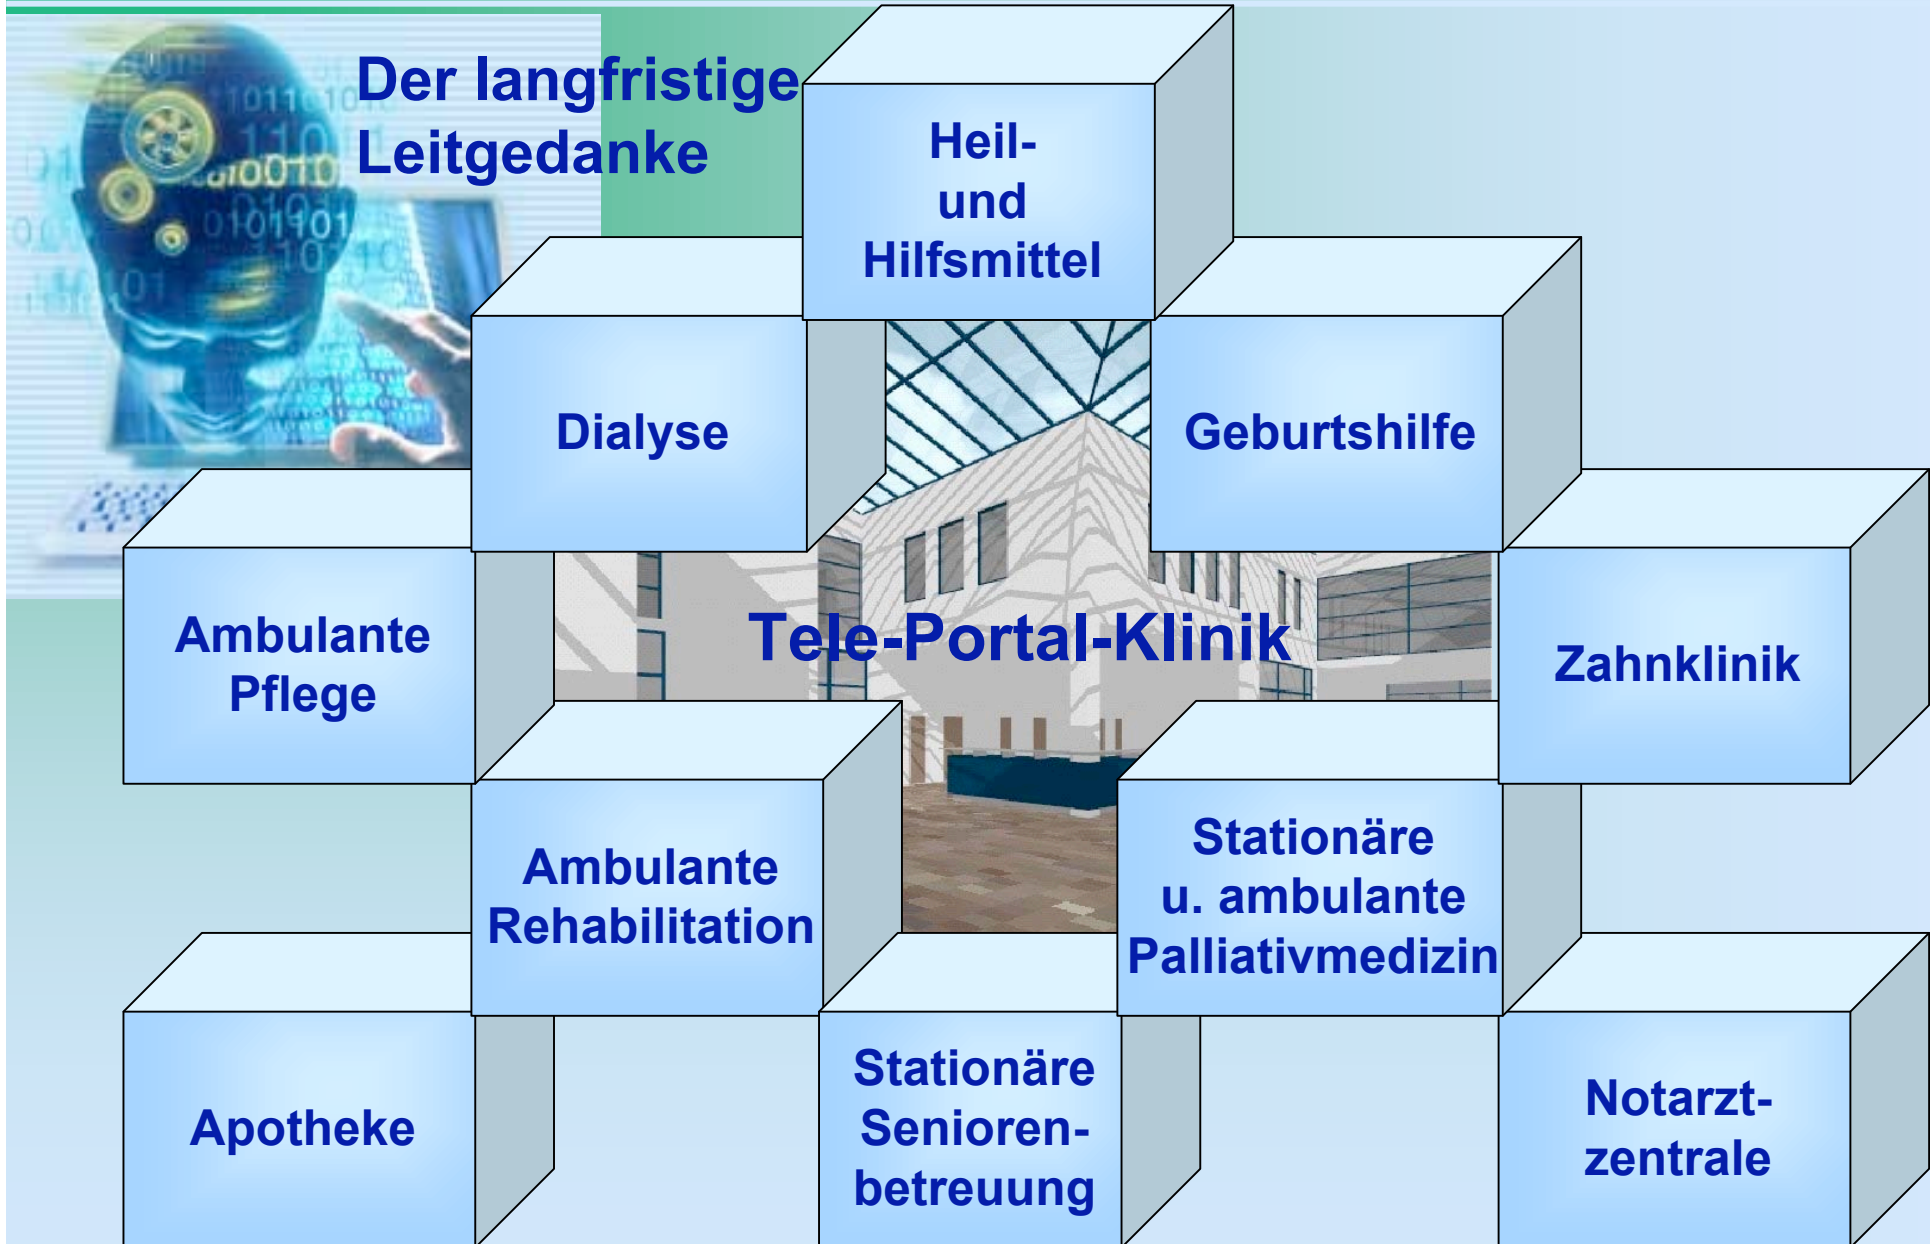 Der langfristige
Leitgedanke
Heil-
und
Hilfsmittel
Dialyse
Geburtshilfe
Ambulante
Pflege
Tele-Portal-Klinik
Zahnklinik
Ambulante
Rehabilitation
Stationäre
u. ambulante
Palliativmedizin
Apotheke
Stationäre
Senioren-
betreuung
Notarzt-
zentrale